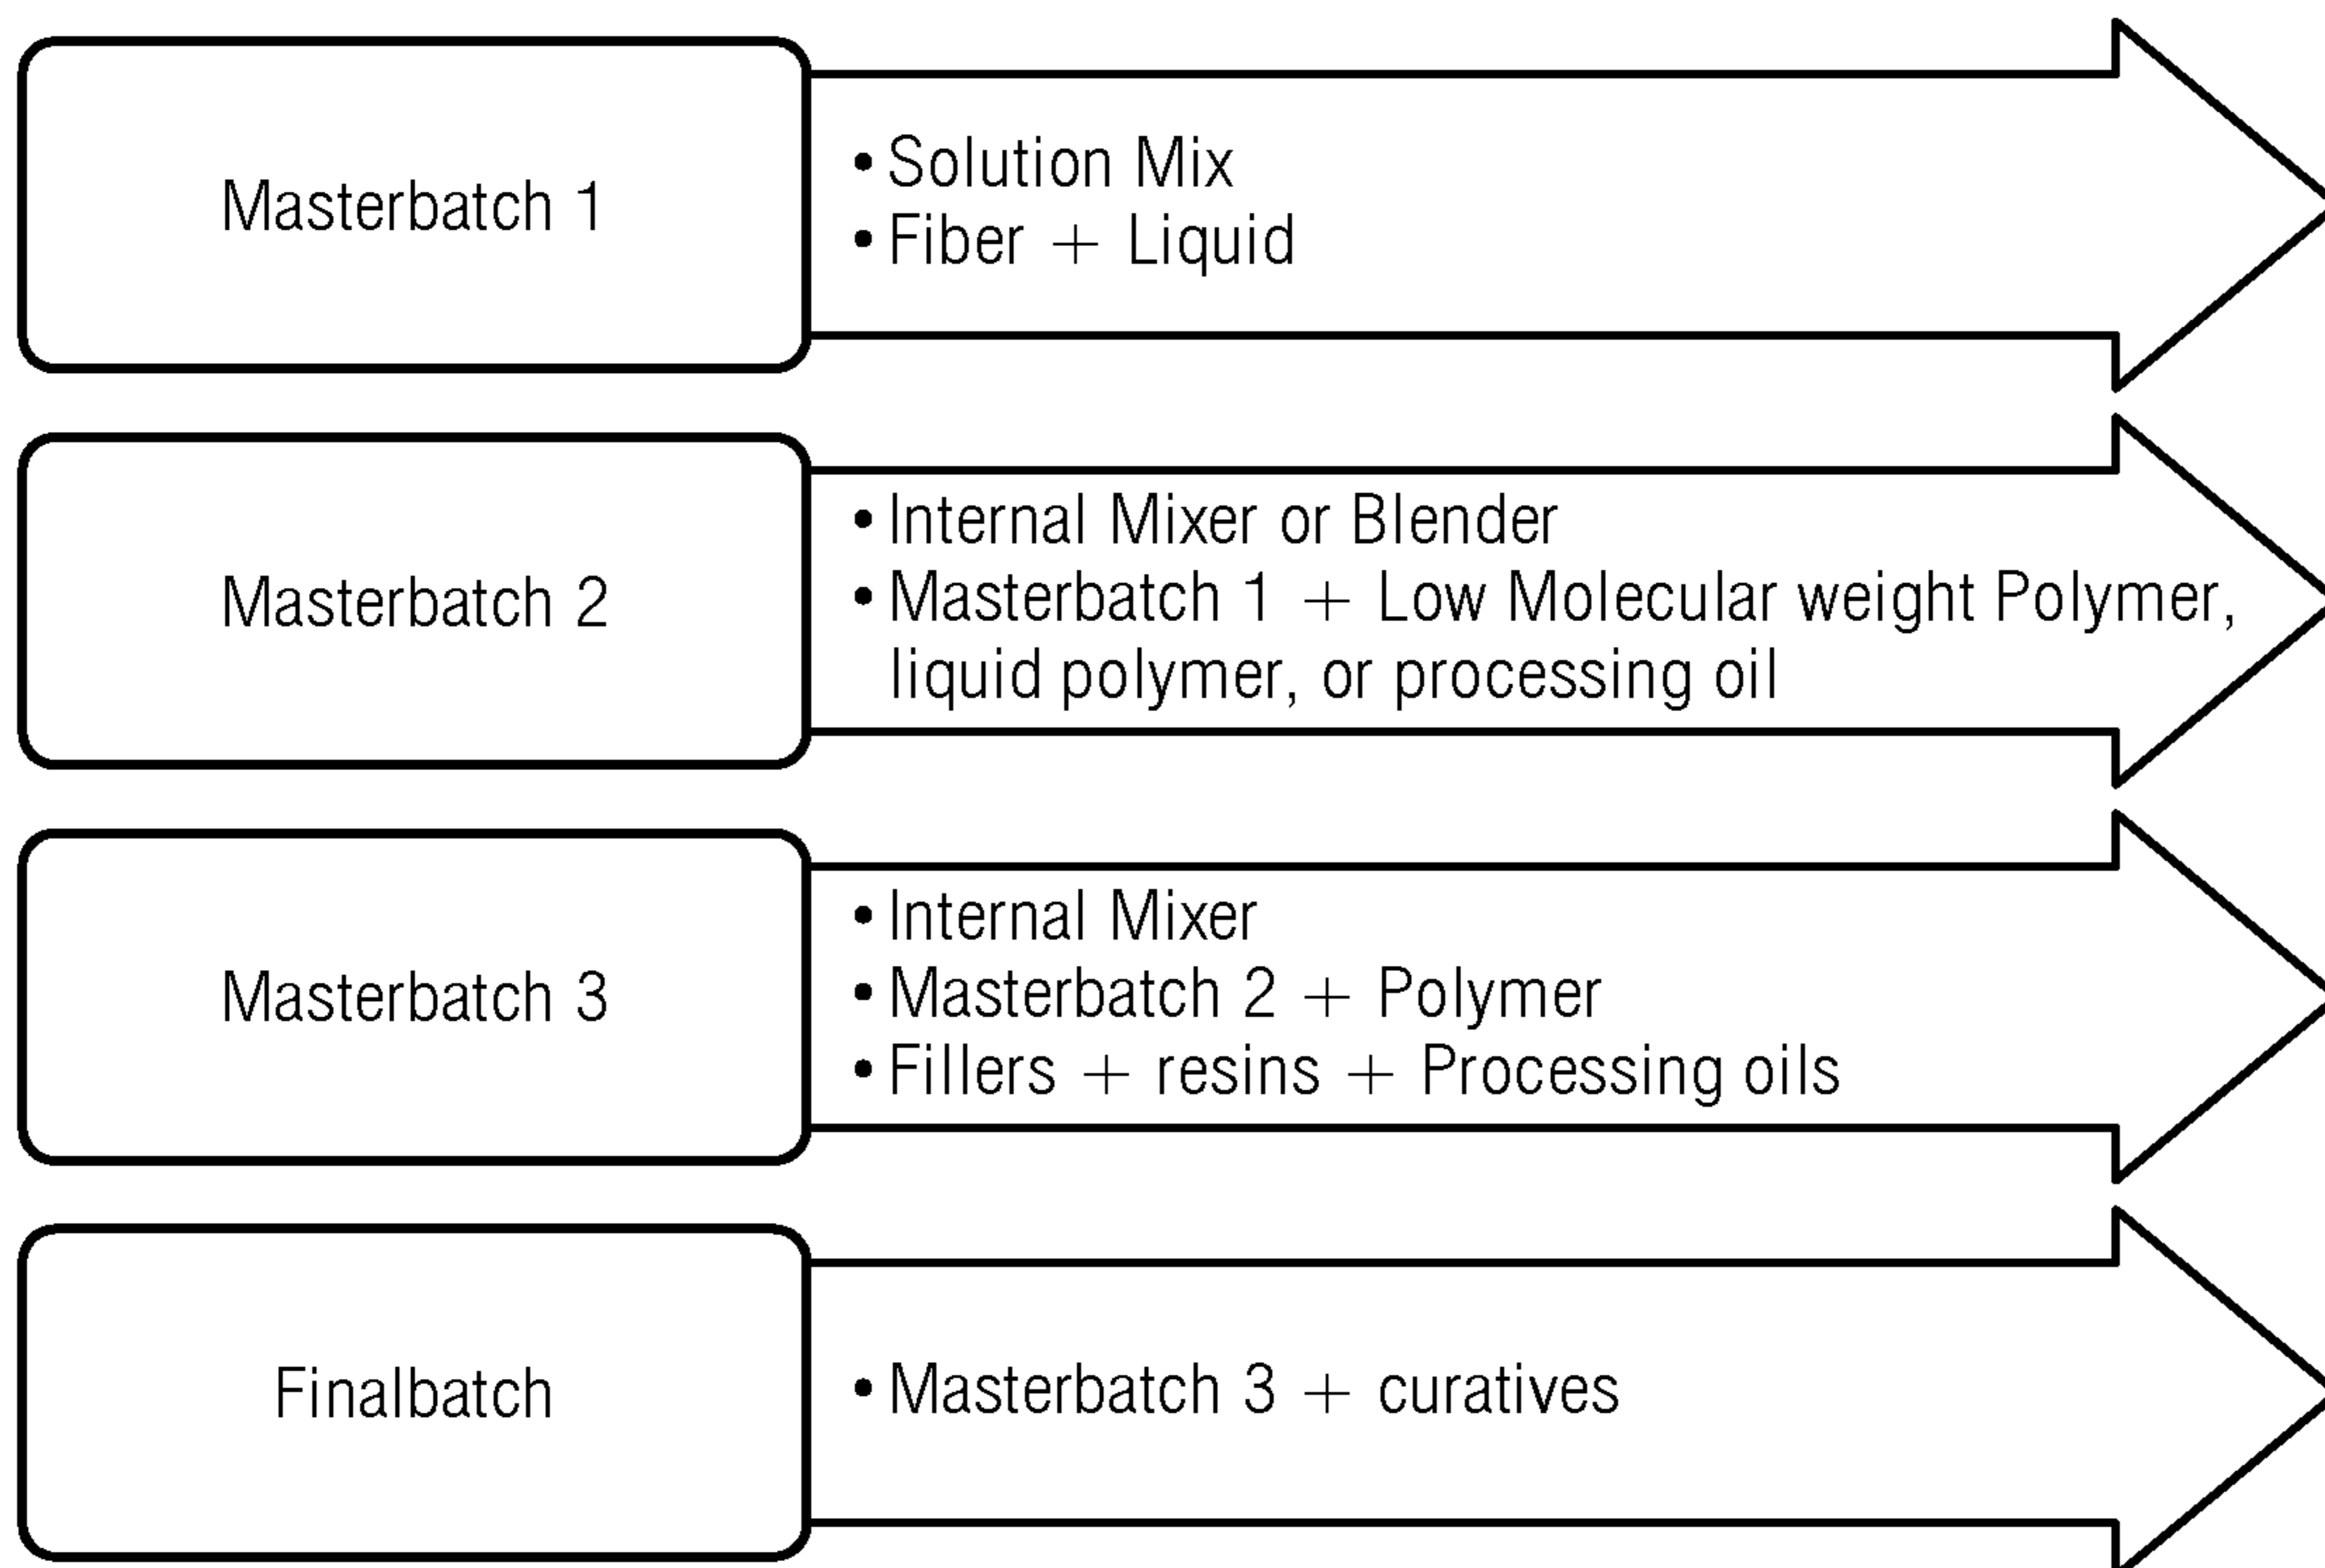 Masterbatch 1
• Solution Mix
• Fiber + Liquid
Masterbatch 2
• Internal Mixer or Blender
• Masterbatch 1 + Low Molecular weight Polymer,
liquid polymer, or processing oil
Masterbatch 3
• Internal Mixer
• Masterbatch 2 + Polymer
• Fillers + resins + Processing oils
Finalbatch
• Masterbatch 3 + curatives